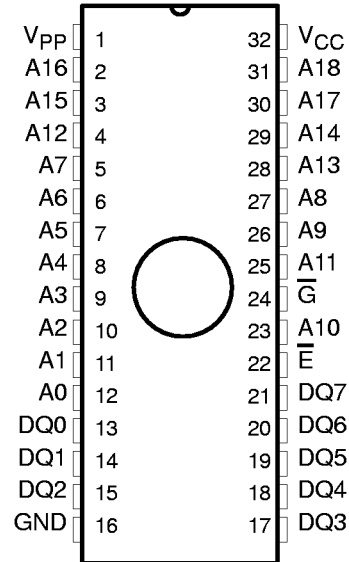 VPP 1 32 VCC
A16 2 31 A18
A15 3 30 A17
A12 4 29 A14
A7 5 28 A13
A6 6 27 A8
A5 7 26 A9
A4 8 25 A11
A3 9 24 G̅
A2 10 23 A10
A1 11 22 E̅
A0 12 21 DQ7
DQ0 13 20 DQ6
DQ1 14 19 DQ5
DQ2 15 18 DQ4
GND 16 17 DQ3